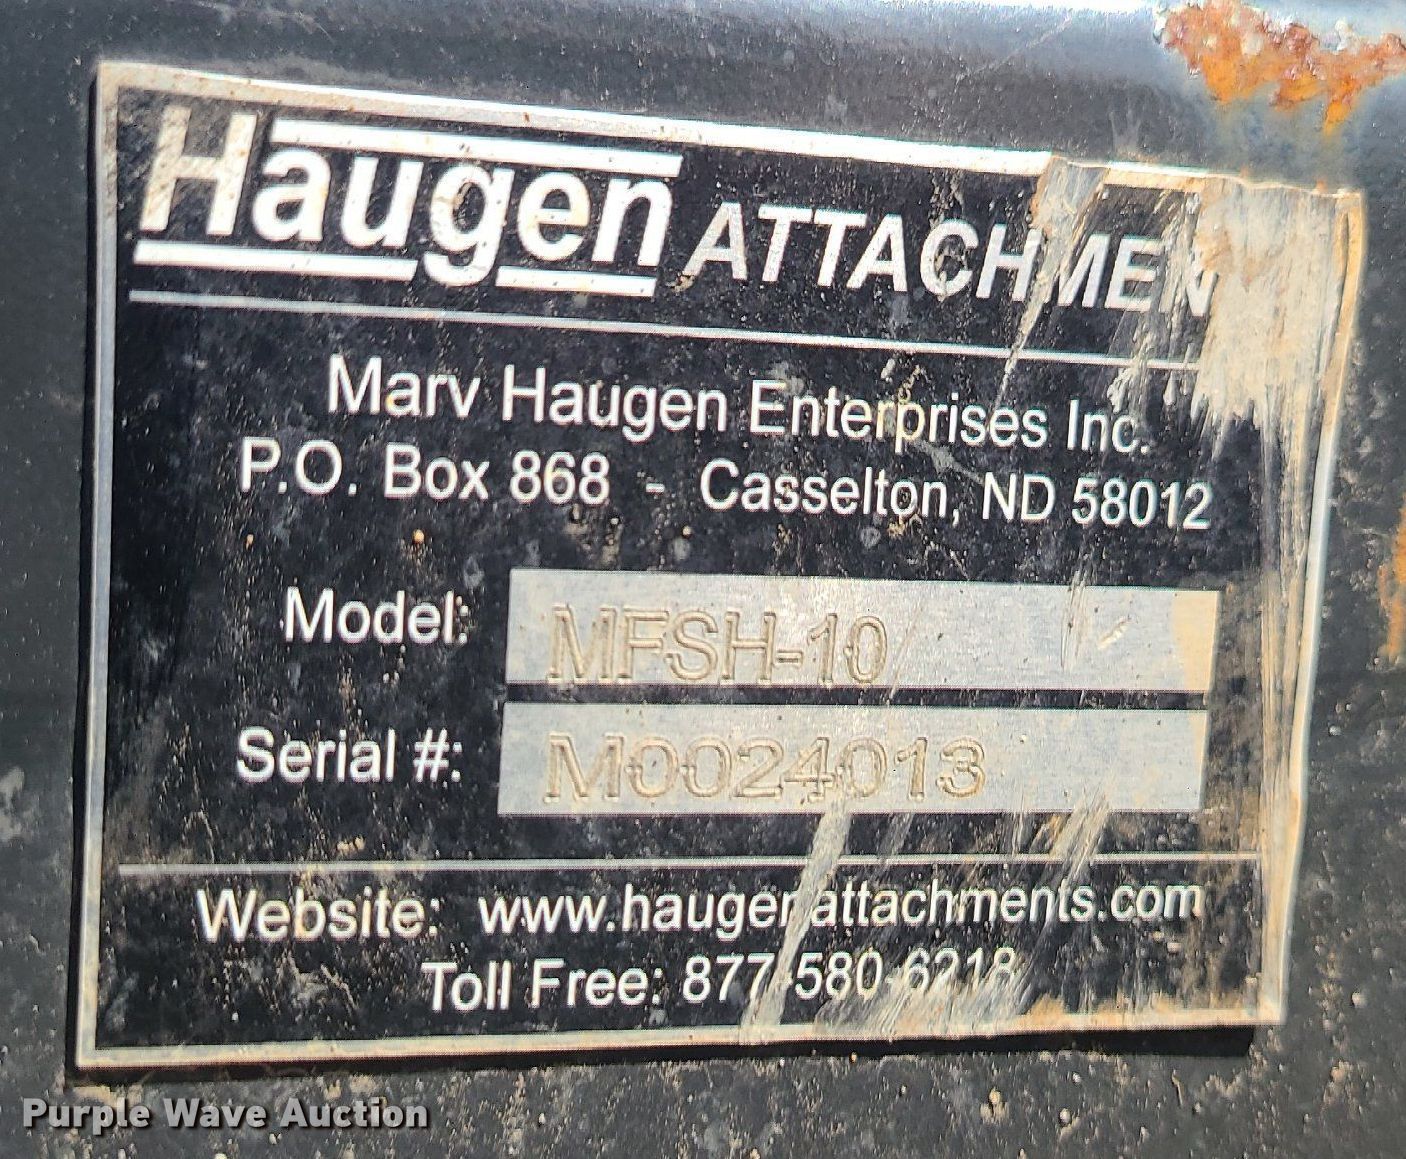 Haugen ATTACHMEN
Marv Haugen Enterprises Inc.
P.O. Box 868 - Casselton, ND 58012
Model: MFSH-10
Serial #: M0024013
Website: www.haugenattachments.com
Toll Free: 877-580-6218
Purple Wave Auction